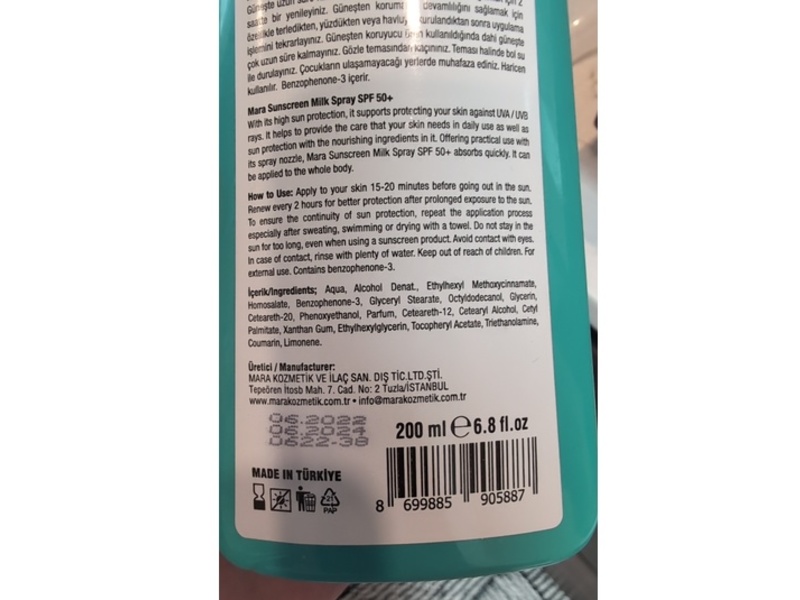 Güneşte uzun
saatte bir yenileyiniz. Güneşten koruma devamlılığını sağlamak için
özellikle terledikten, yüzdükten veya havlu kurulandıktan sonra uygulama
işlemini tekrarlayınız. Güneşten koruyucu ürün kullanıldığında dahi güneşte
çok uzun süre kalmayınız. Gözle temasından kaçınınız. Teması halinde bol su
ile durulayınız. Çocukların ulaşamayacağı yerlerde muhafaza ediniz. Haricen
kullanılır. Benzophenone-3 içerir.
Mara Sunscreen Milk Spray SPF 50+
With its high sun protection, it supports protecting your skin against UVA / UVB
rays. It helps to provide the care that your skin needs in daily use as well as
sun protection with the nourishing ingredients in it. Offering practical use with
its spray nozzle, Mara Sunscreen Milk Spray SPF 50+ absorbs quickly. It can
be applied to the whole body.
How to Use: Apply to your skin 15-20 minutes before going out in the sun.
Renew every 2 hours for better protection after prolonged exposure to the sun.
To ensure the continuity of sun protection, repeat the application process
especially after sweating, swimming or drying with a towel. Do not stay in the
sun for too long, even when using a sunscreen product. Avoid contact with eyes.
In case of contact, rinse with plenty of water. Keep out of reach of children. For
external use. Contains benzophenone-3.
İçerik/Ingredients; Aqua, Alcohol Denat., Ethylhexyl Methoxycinnamate,
Homosalate, Benzophenone-3, Glyceryl Stearate, Octyldodecanol, Glycerin,
Ceteareth-20, Phenoxyethanol, Parfum, Ceteareth-12, Cetearyl Alcohol, Cetyl
Palmitate, Xanthan Gum, Ethylhexylglycerin, Tocopheryl Acetate, Triethanolamine,
Coumarin, Limonene.
Üretici / Manufacturer:
MARA KOZMETİK VE İLAÇ SAN. DIŞ TİC.LTD.ŞTİ.
Tepeören İtosb Mah. 7. Cad. No: 2 Tuzla/İSTANBUL
www.marakozmetik.com.tr • info@marakozmetik.com.tr
06.2022
06.2024
0622-38
200 ml ℮ 6.8 fl.oz
MADE IN TÜRKİYE
21
PAP
8 699885 905887